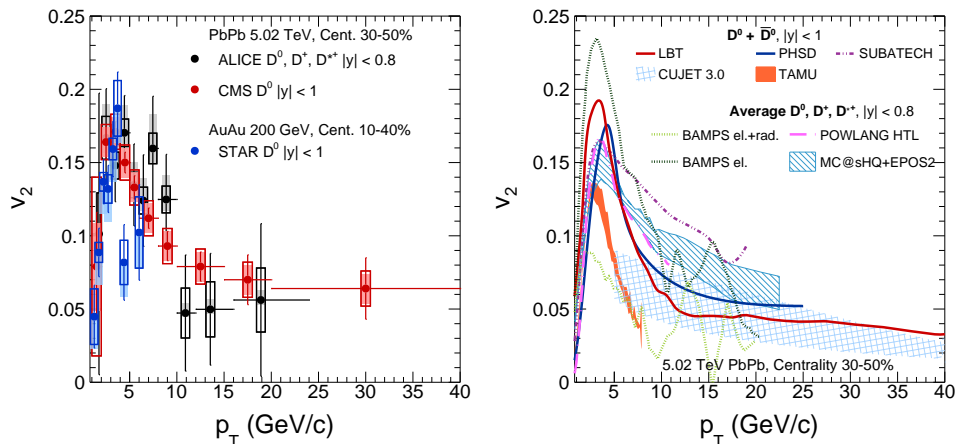 PbPb 5.02 TeV, Cent. 30-50%
ALICE D⁰, D⁺, D*⁺ |y| < 0.8
CMS D⁰ |y| < 1
AuAu 200 GeV, Cent. 10-40%
STAR D⁰ |y| < 1
v₂
0.25
0.2
0.15
0.1
0.05
0
5 10 15 20 25 30 35 40
p_T (GeV/c)
D⁰ + D̅⁰, |y| < 1
LBT PHSD SUBATECH
CUJET 3.0 TAMU
Average D⁰, D⁺, D*⁺, |y| < 0.8
BAMPS el.+rad. POWLANG HTL
BAMPS el. MC@sHQ+EPOS2
v₂
0.25
0.2
0.15
0.1
0.05
0
5.02 TeV PbPb, Centrality 30-50%
5 10 15 20 25 30 35 40
p_T (GeV/c)